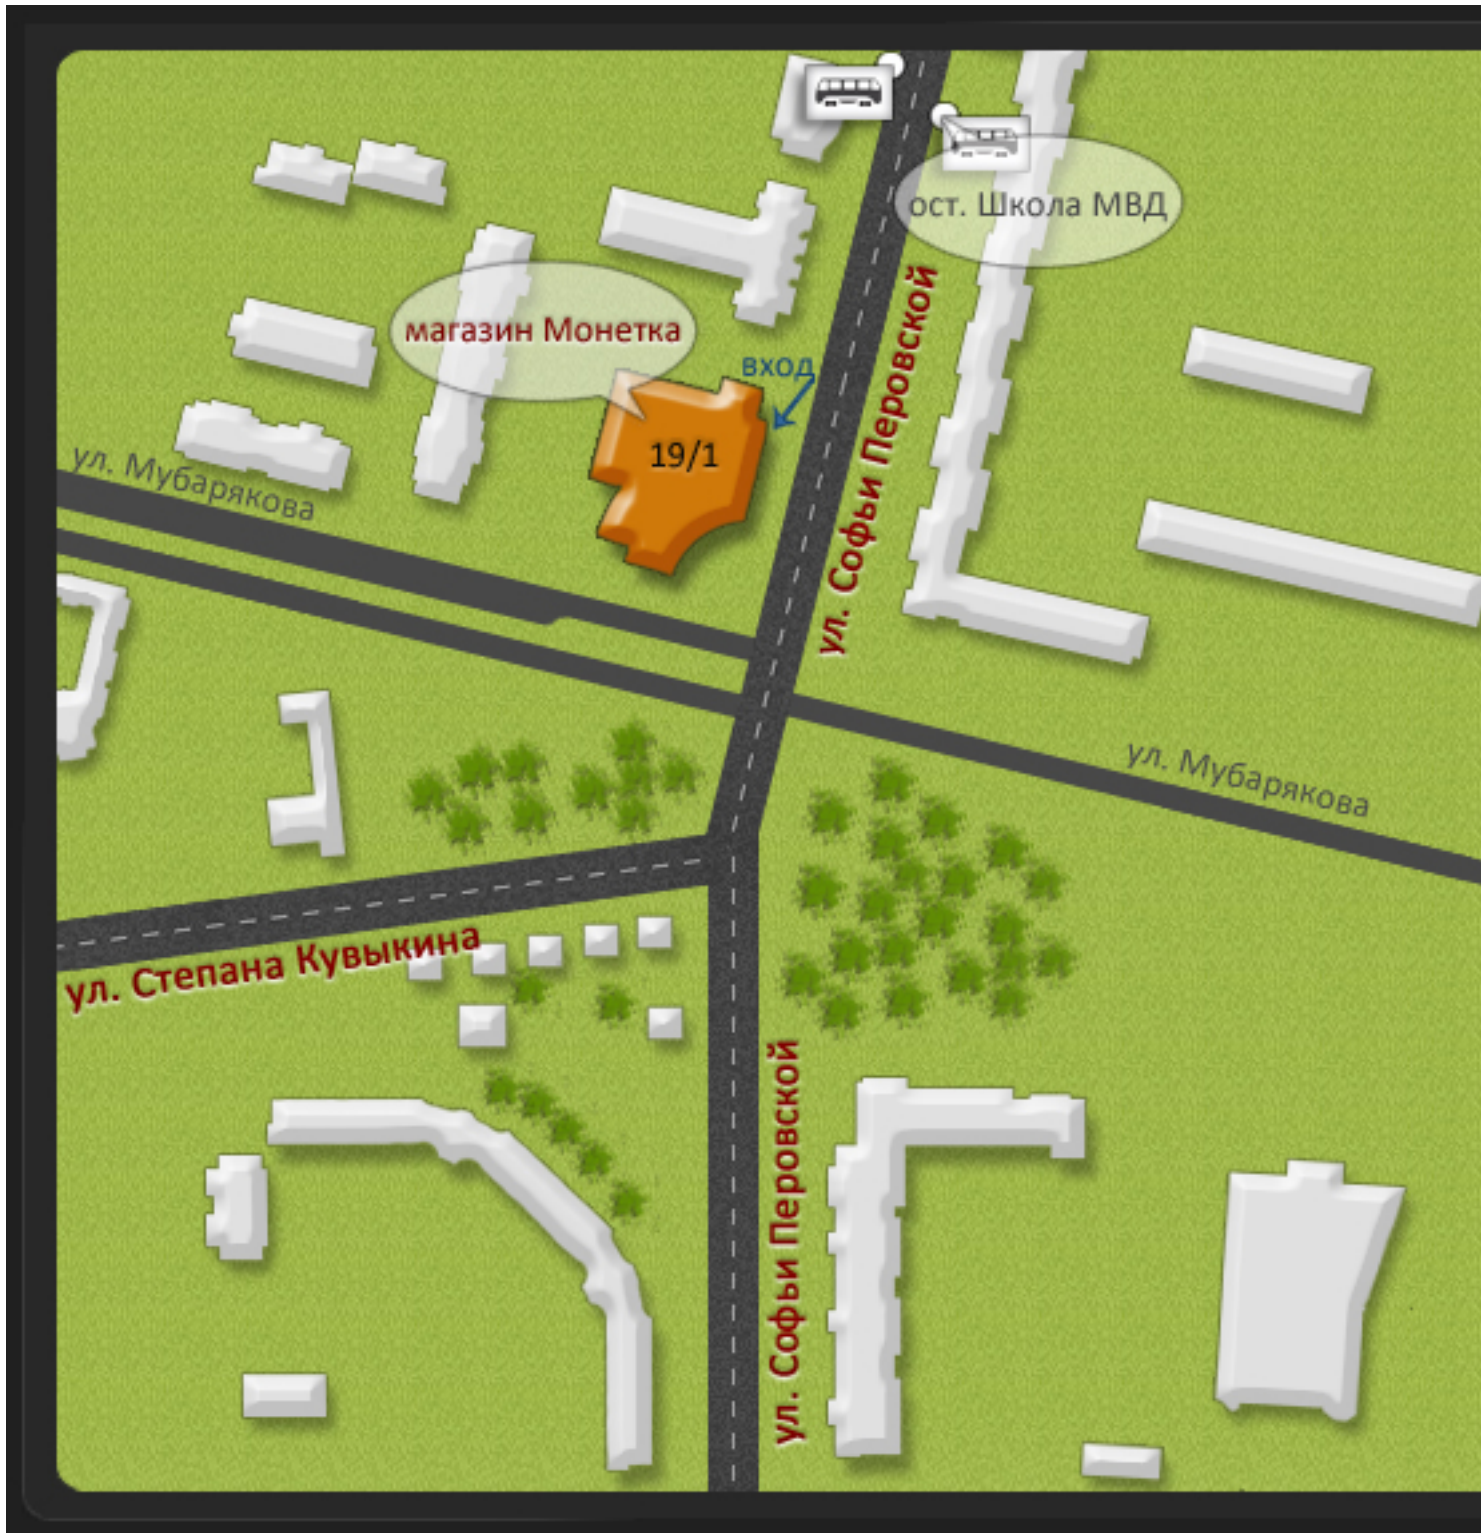 ост. Школа МВД
магазин Монетка
вход
19/1
ул. Софьи Перовской
ул. Мубарякова
ул. Мубарякова
ул. Степана Кувыкина
ул. Софьи Перовской